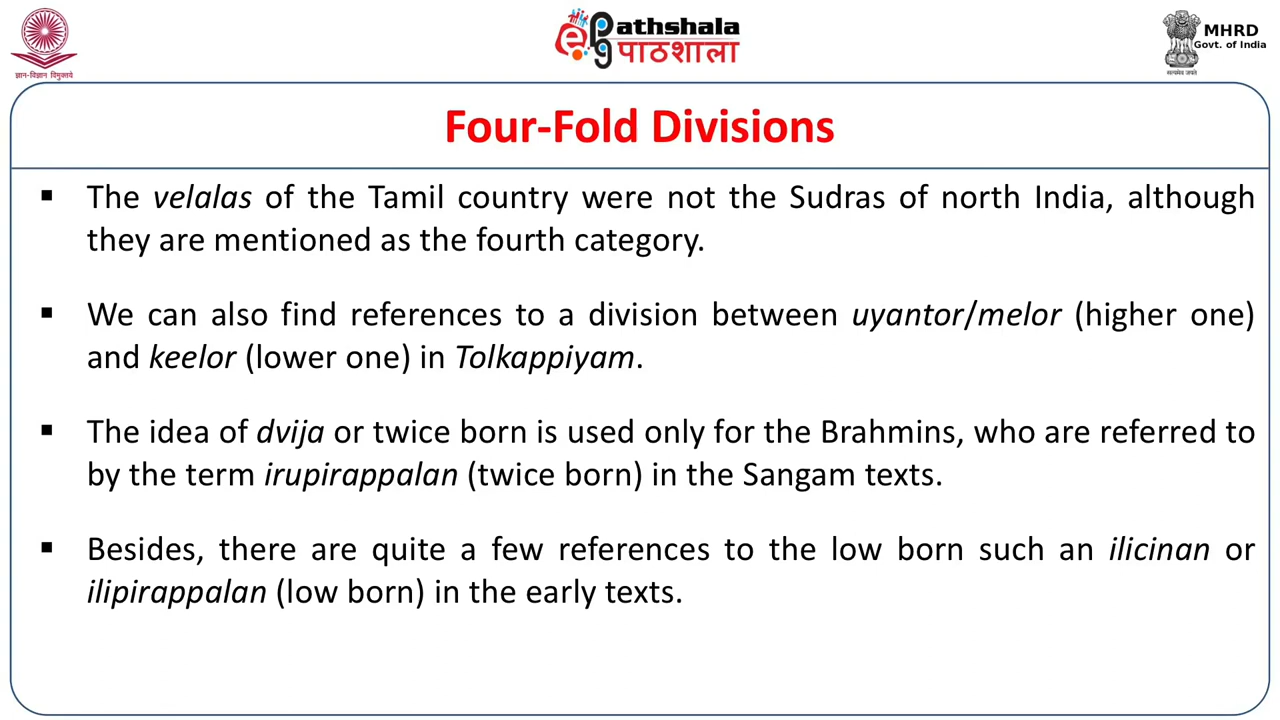 ज्ञान-विज्ञान विमुक्तये
ePathshala
पाठशाला
MHRD
Govt. of India
सत्यमेव जयते
Four-Fold Divisions
▪ The velalas of the Tamil country were not the Sudras of north India, although
they are mentioned as the fourth category.
▪ We can also find references to a division between uyantor/melor (higher one)
and keelor (lower one) in Tolkappiyam.
▪ The idea of dvija or twice born is used only for the Brahmins, who are referred to
by the term irupirappalan (twice born) in the Sangam texts.
▪ Besides, there are quite a few references to the low born such an ilicinan or
ilipirappalan (low born) in the early texts.